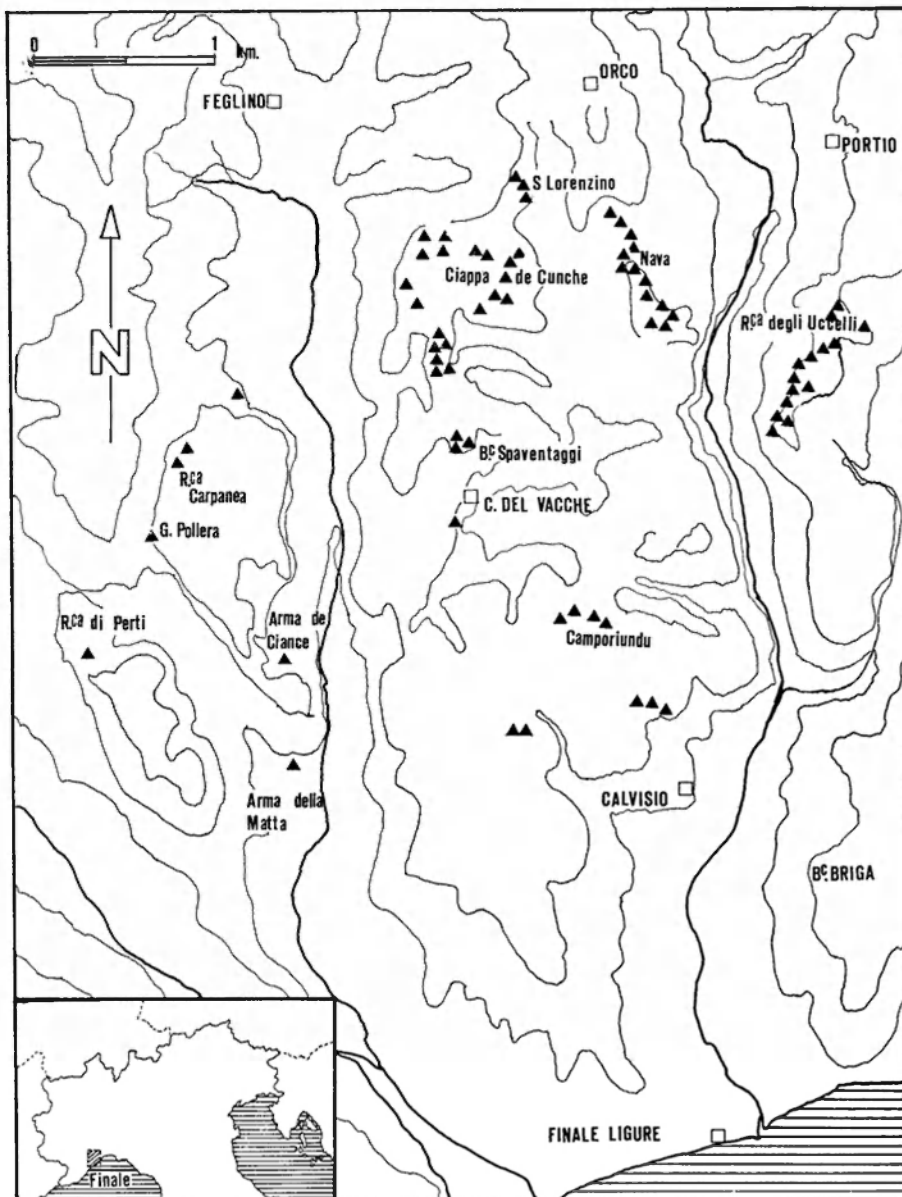 0 1 km.
ORCO
FEGLINO
PORTIO
S Lorenzino
Nava
Ciappa de Cunche
Rca degli Uccelli
N
Bc Spaventaggi
Rca
Carpanea
C. DEL VACCHE
G. Pollera
Rca di Perti
Arma de
Ciance
Camporiundu
Arma della
Matta
CALVISIO
Bc BRIGA
FINALE LIGURE
Finale